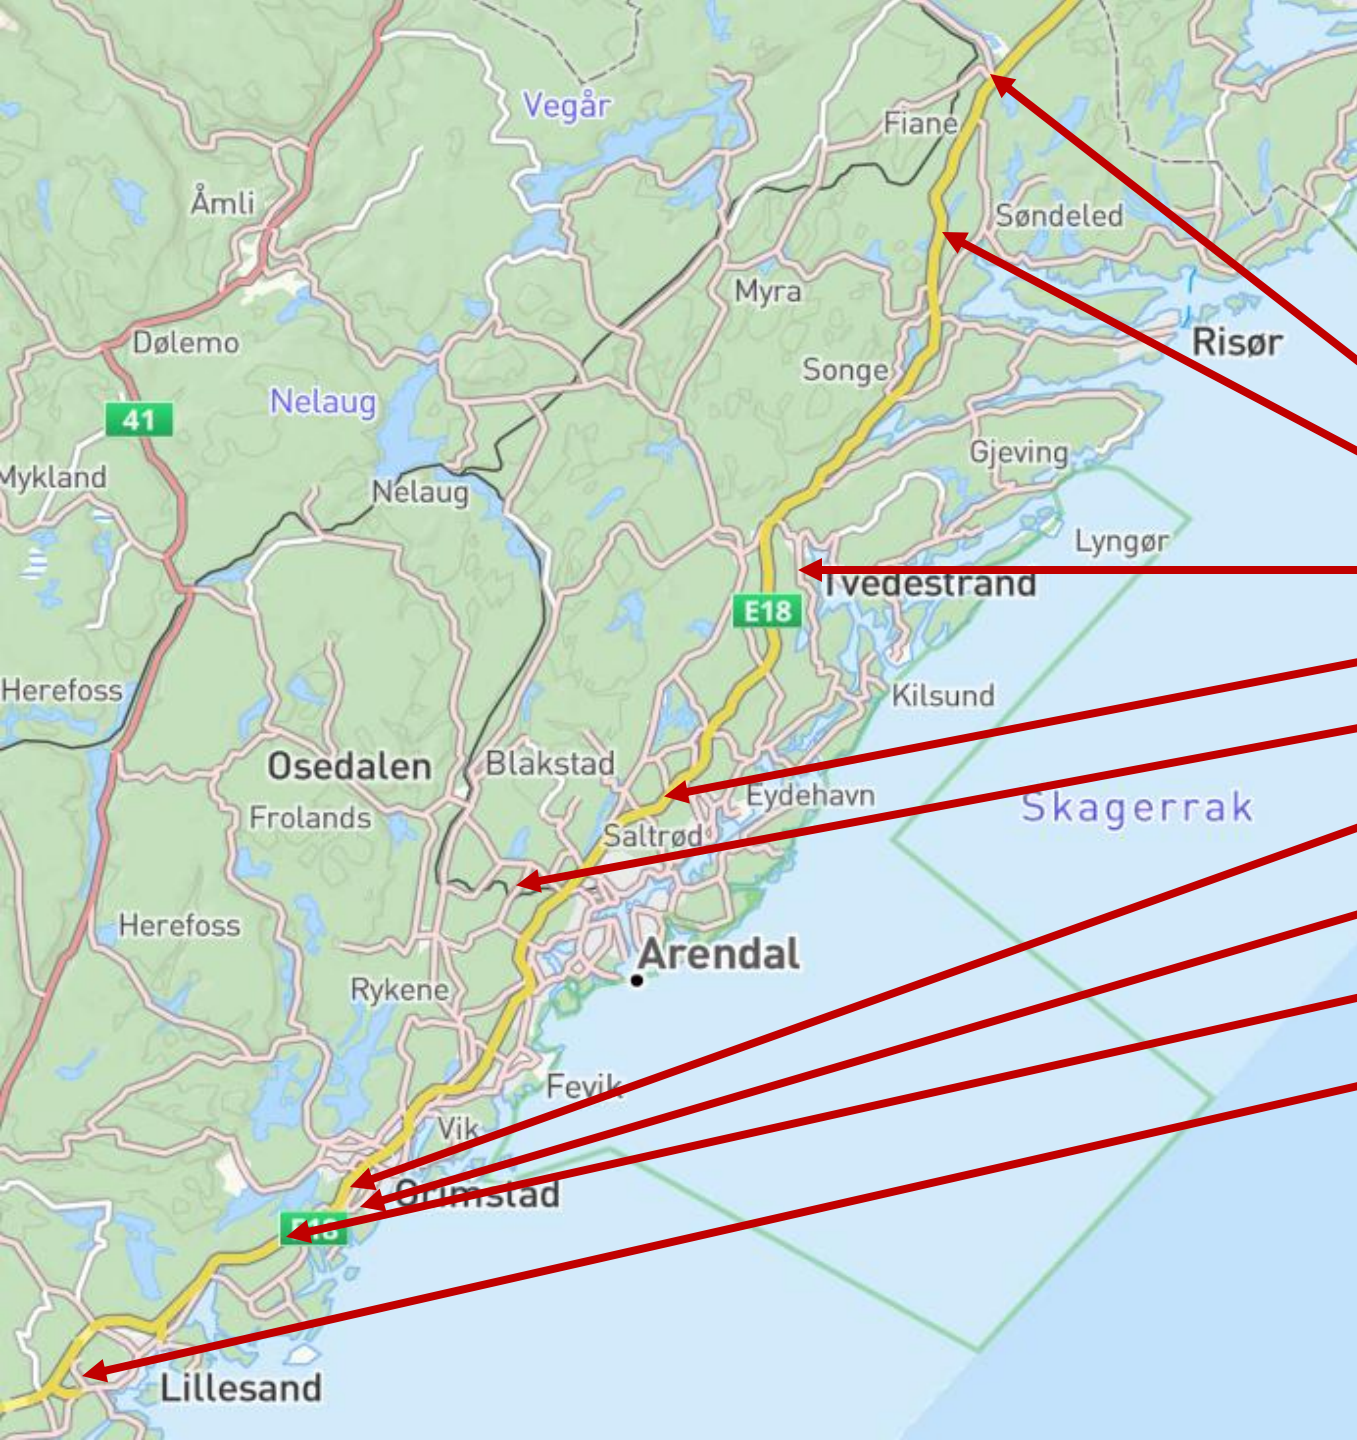 Vegår
Fiane
Åmli
Søndeled
Myra
Dølemo
Risør
Songe
Nelaug
41
Gjeving
Mykland
Nelaug
Lyngør
Tvedestrand
E18
Herefoss
Kilsund
Osedalen
Blakstad
Eydehavn
Skagerrak
Frolands
Saltrød
Herefoss
Arendal
Rykene
Fevik
Vik
Grimstad
E18
Lillesand